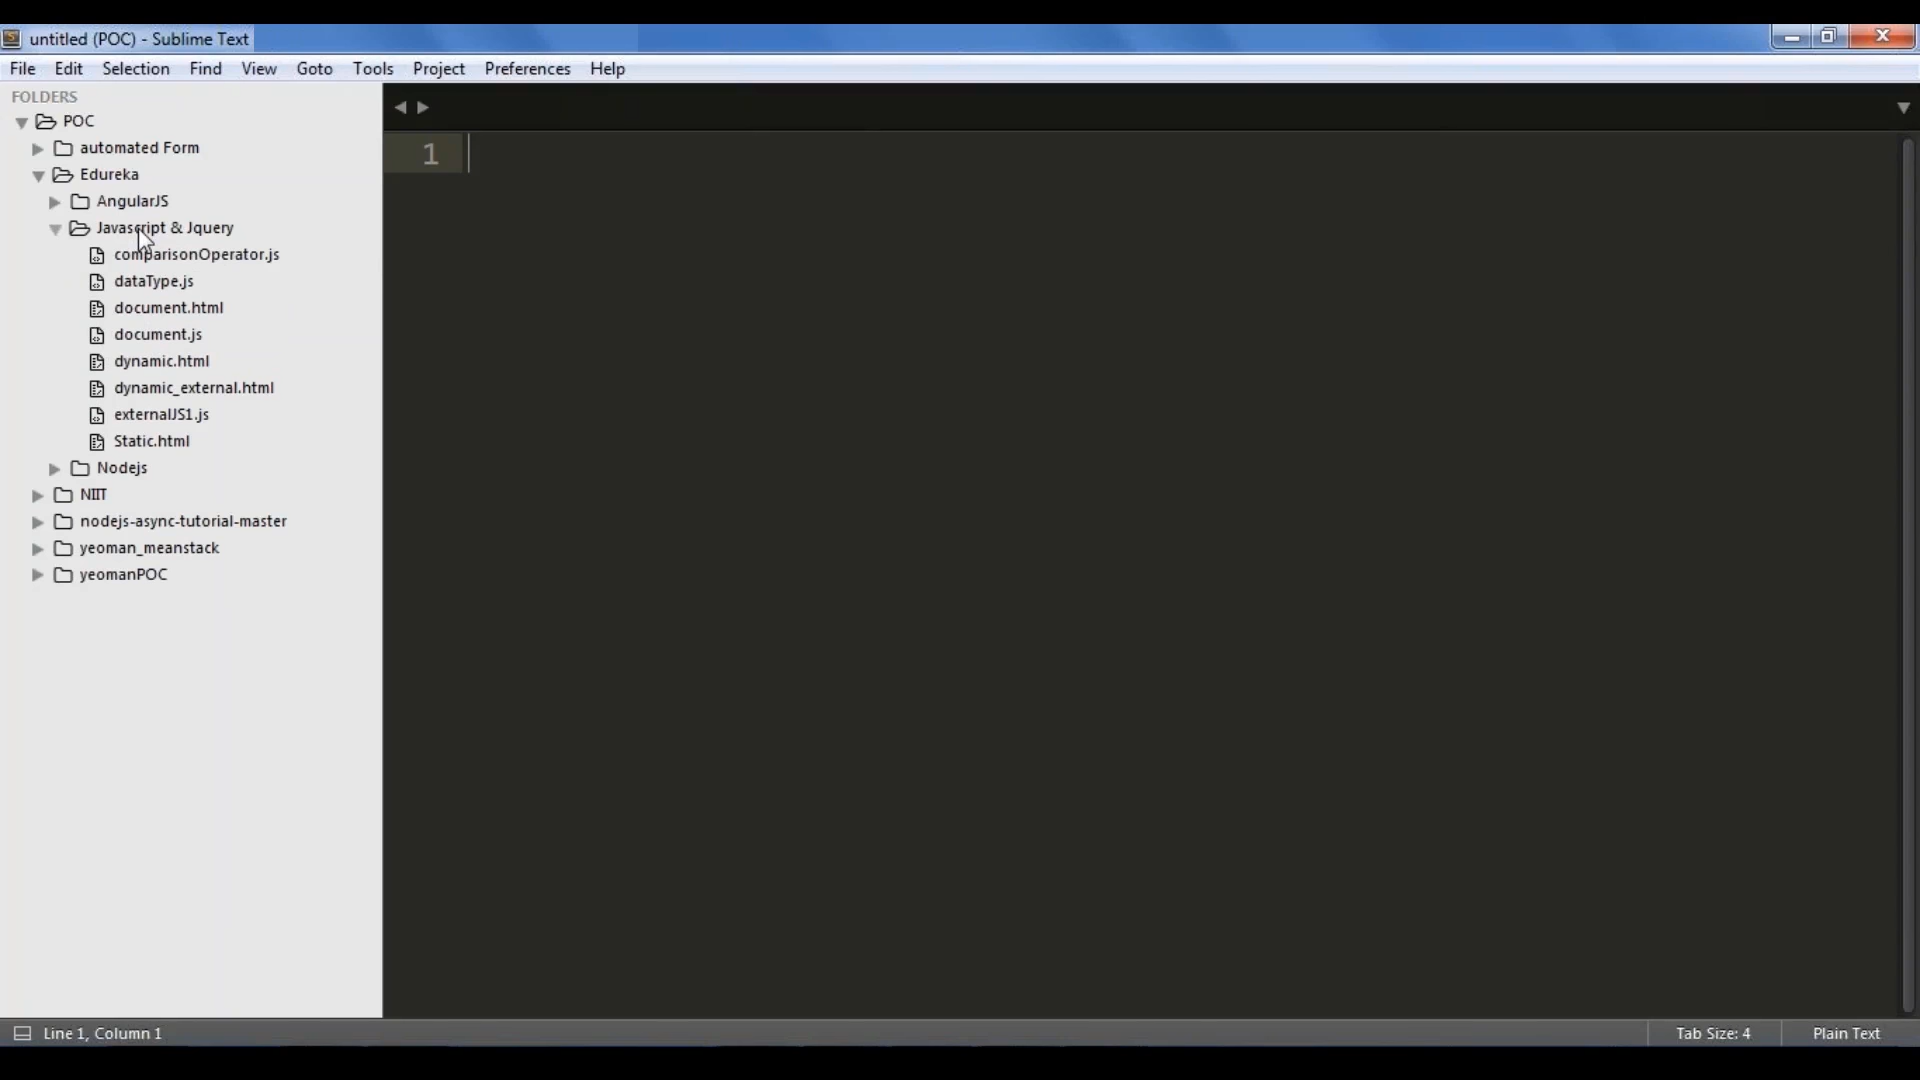 untitled (POC) - Sublime Text
File Edit Selection Find View Goto Tools Project Preferences Help
FOLDERS
POC
automated Form
Edureka
AngularJS
Javascript & Jquery
comparisonOperator.js
dataType.js
document.html
document.js
dynamic.html
dynamic_external.html
externalJS1.js
Static.html
Nodejs
NIIT
nodejs-async-tutorial-master
yeoman_meanstack
yeomanPOC
1
Line 1, Column 1
Tab Size: 4
Plain Text